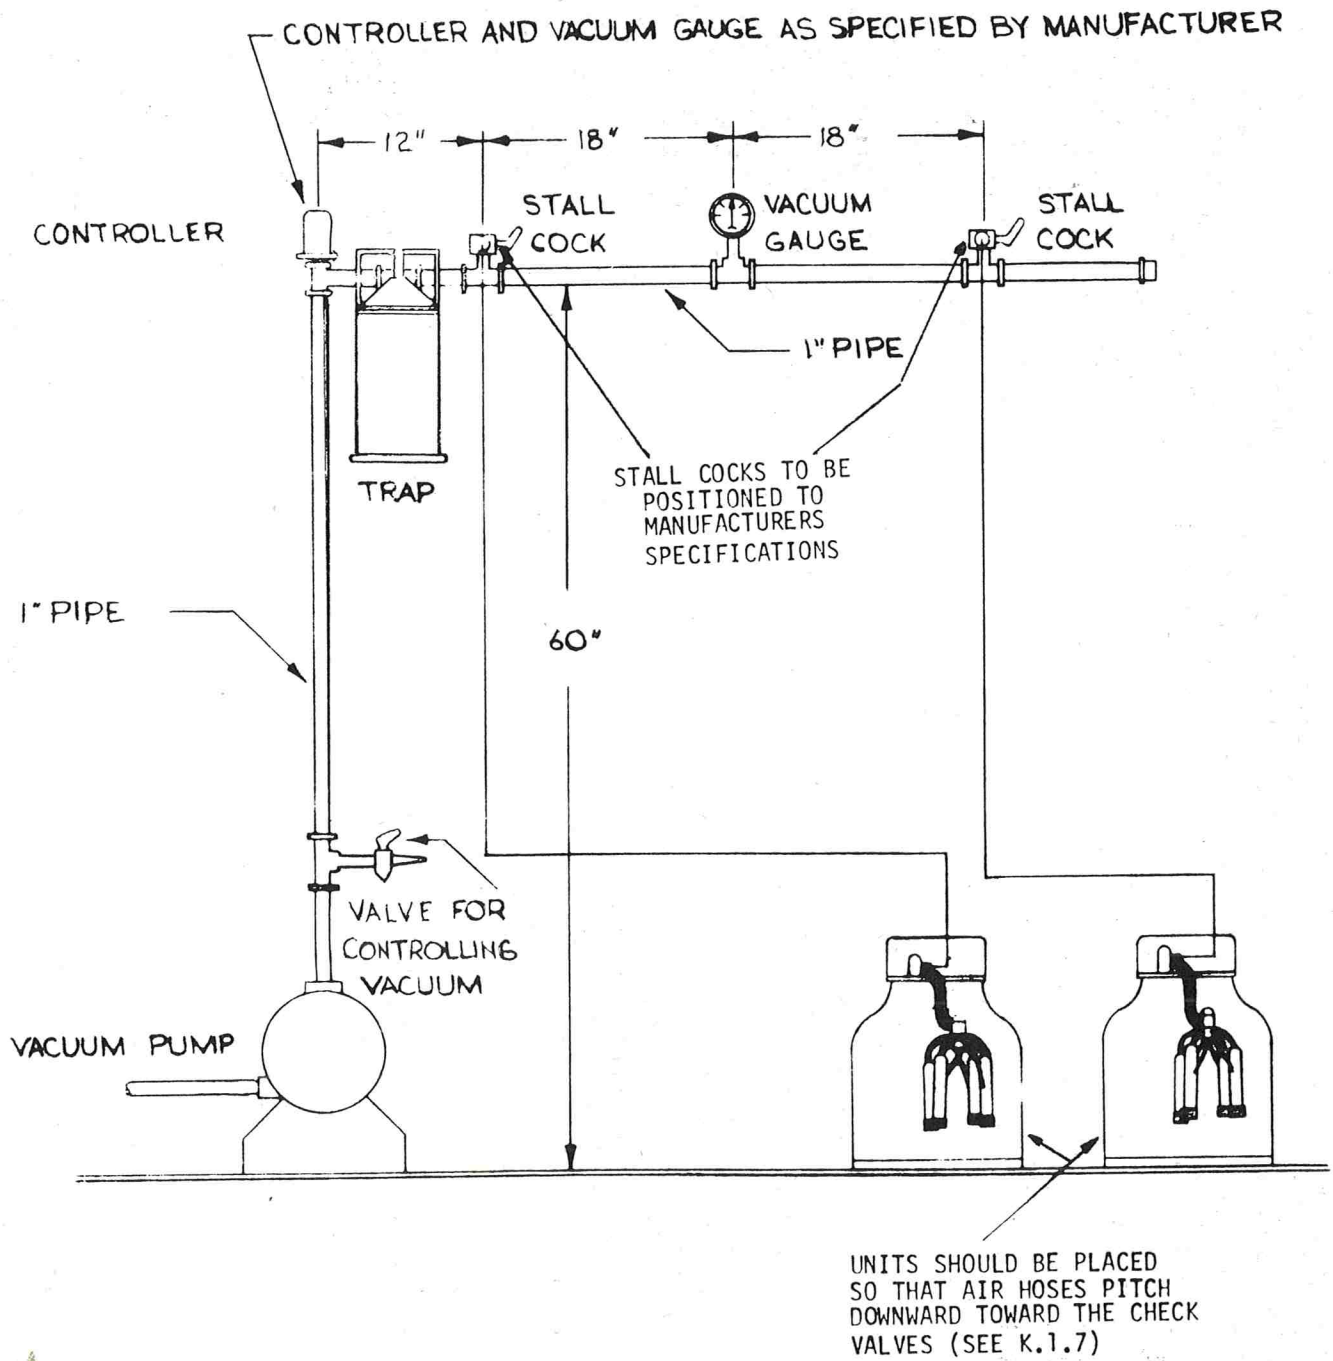 CONTROLLER AND VACUUM GAUGE AS SPECIFIED BY MANUFACTURER
12" 18" 18"
CONTROLLER
STALL
COCK
VACUUM
GAUGE
STALL
COCK
1" PIPE
TRAP
STALL COCKS TO BE
POSITIONED TO
MANUFACTURERS
SPECIFICATIONS
1" PIPE
60"
VALVE FOR
CONTROLLING
VACUUM
VACUUM PUMP
UNITS SHOULD BE PLACED
SO THAT AIR HOSES PITCH
DOWNWARD TOWARD THE CHECK
VALVES (SEE K.1.7)